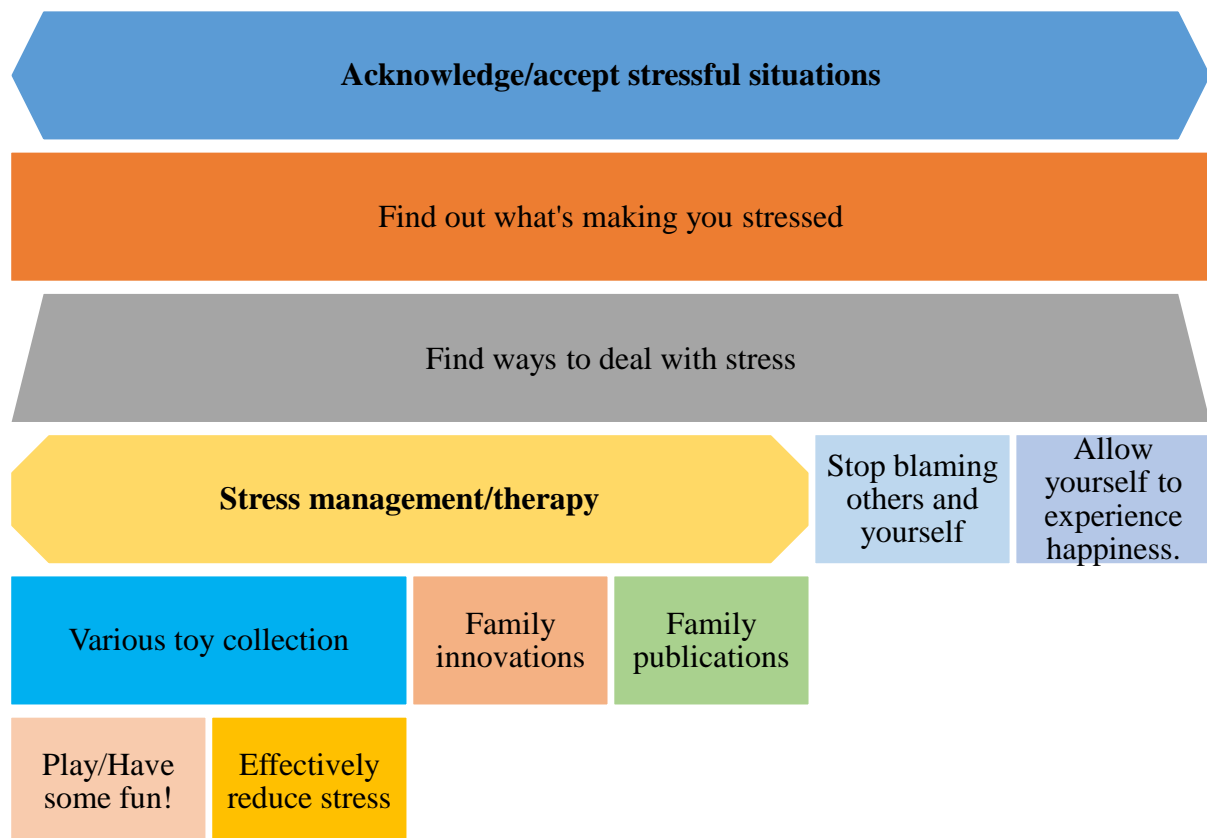 Acknowledge/accept stressful situations
Find out what's making you stressed
Find ways to deal with stress
Stress management/therapy
Stop blaming
others and
yourself
Allow
yourself to
experience
happiness.
Various toy collection
Family
innovations
Family
publications
Play/Have
some fun!
Effectively
reduce stress